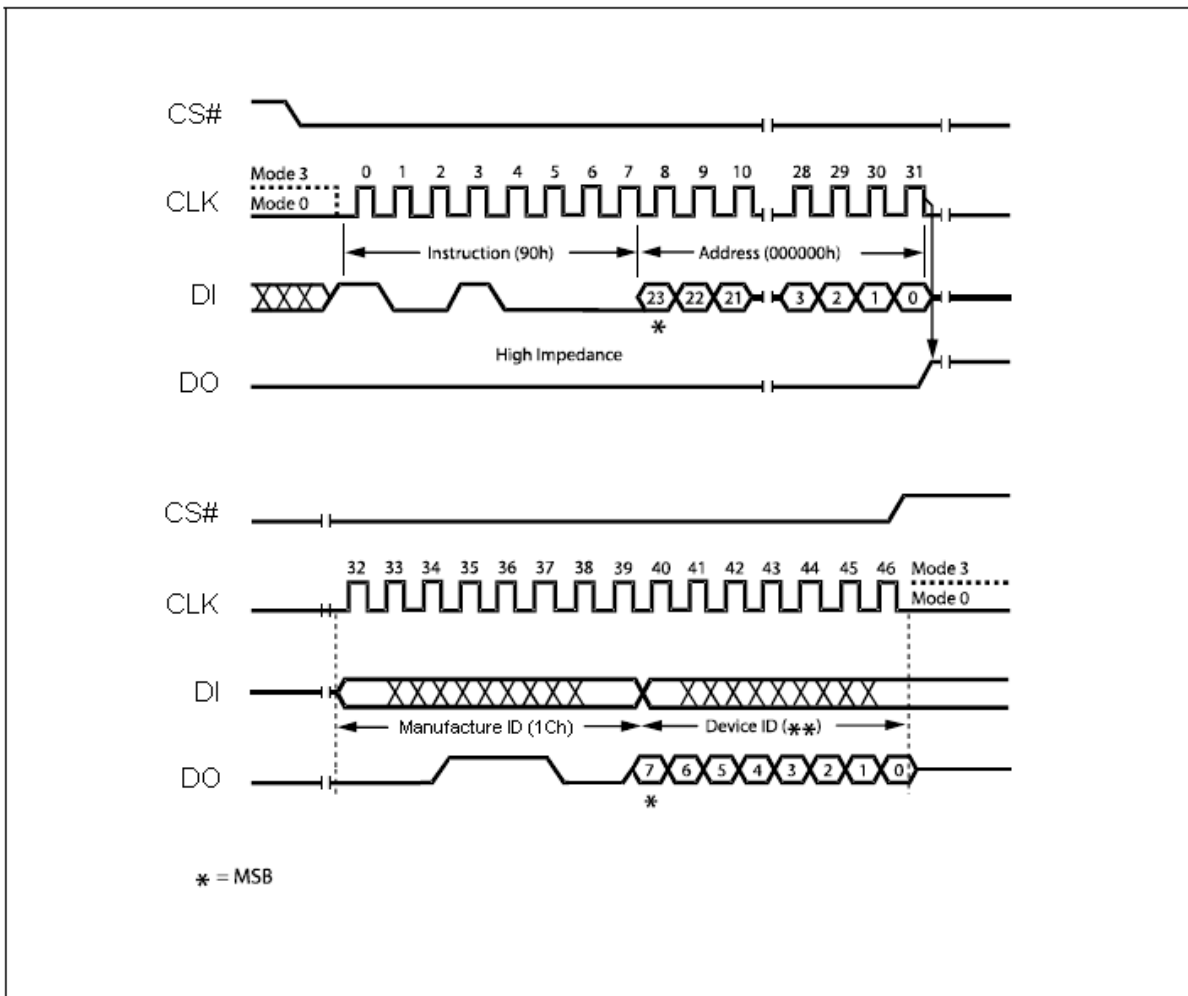 CS#
Mode 3 0 1 2 3 4 5 6 7 8 9 10 28 29 30 31
CLK Mode 0
Instruction (90h) Address (000000h)
DI 23 22 21 3 2 1 0
*
High Impedance
DO
CS#
32 33 34 35 36 37 38 39 40 41 42 43 44 45 46 Mode 3
CLK Mode 0
DI
Manufacture ID (1Ch) Device ID (**)
DO 7 6 5 4 3 2 1 0
*
* = MSB